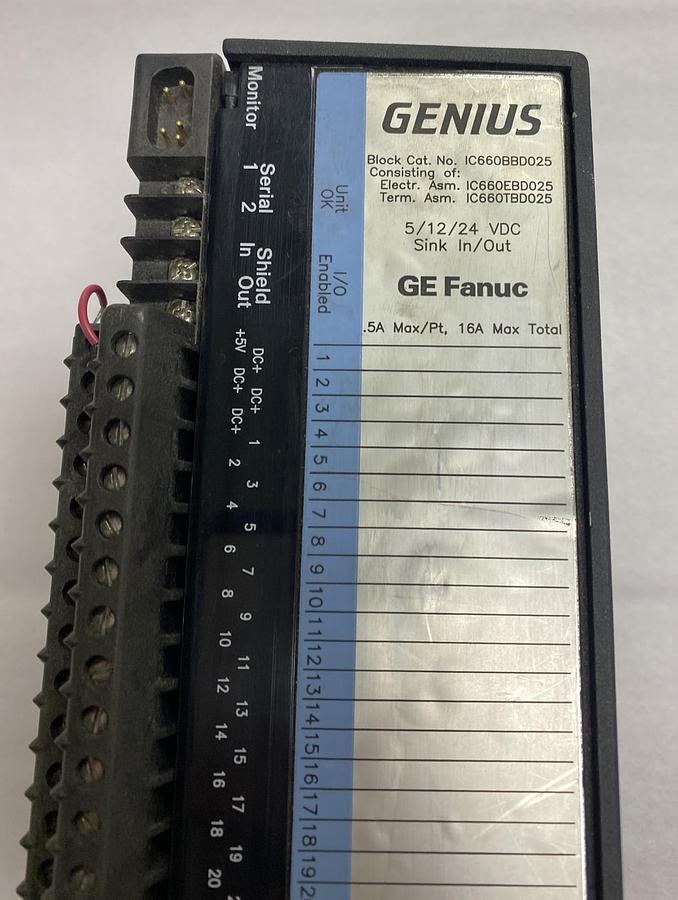 GENIUS
Block Cat. No. IC660BBD025
Consisting of:
Electr. Asm. IC660EBD025
Term. Asm. IC660TBD025
5/12/24 VDC
Sink In/Out
GE Fanuc
.5A Max/Pt, 16A Max Total
Monitor
Serial
1 2
Shield
In Out
Unit
OK
I/O
Enabled
DC+ DC+ 1 3 5 7 9 11 13 15 17 19
+5V DC+ DC+ 2 4 6 8 10 12 14 16 18 20
1
2
3
4
5
6
7
8
9
10
11
12
13
14
15
16
17
18
19